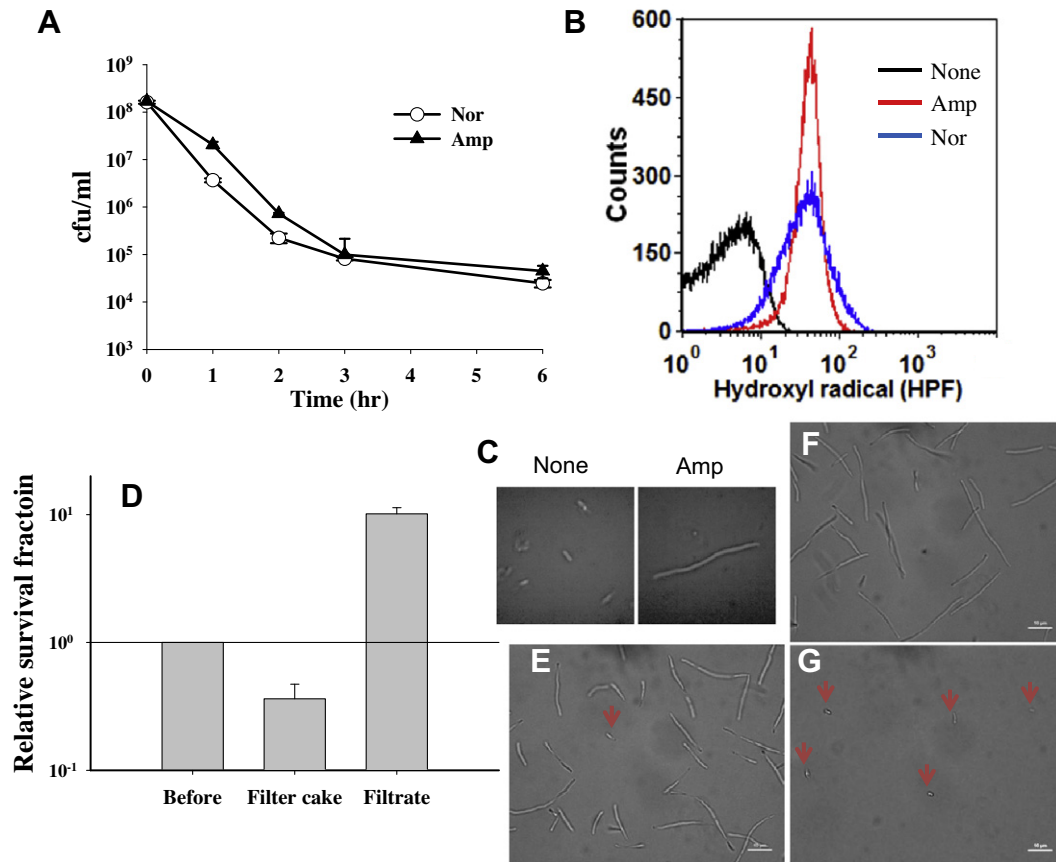 A
cfu/ml
10⁹
10⁸
10⁷
10⁶
10⁵
10⁴
10³
0 1 2 3 4 5 6
Time (hr)
Nor
Amp
B
Counts
600
450
300
150
0
10⁰ 10¹ 10² 10³
Hydroxyl radical (HPF)
None
Amp
Nor
C
None Amp
D
Relative survival fractoin
10¹
10⁰
10⁻¹
Before Filter cake Filtrate
E
F
G